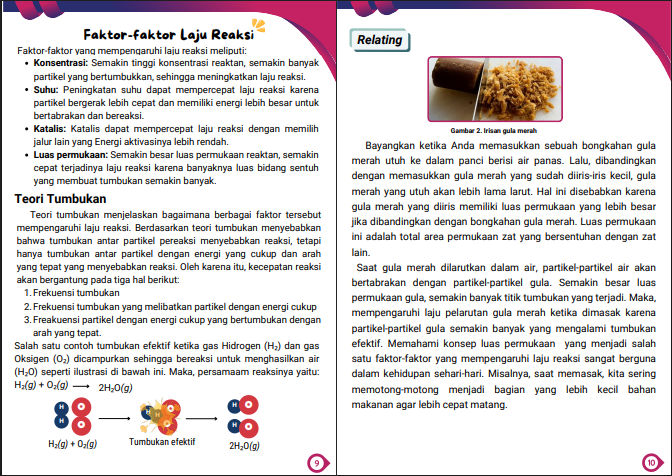 Faktor-faktor Laju Reaksi
Faktor-faktor yang mempengaruhi laju reaksi meliputi:
• Konsentrasi: Semakin tinggi konsentrasi reaktan, semakin banyak
partikel yang bertumbukkan, sehingga meningkatkan laju reaksi.
• Suhu: Peningkatan suhu dapat mempercepat laju reaksi karena
partikel bergerak lebih cepat dan memiliki energi lebih besar untuk
bertabrakan dan bereaksi.
• Katalis: Katalis dapat mempercepat laju reaksi dengan memilih
jalur lain yang Energi aktivasinya lebih rendah.
• Luas permukaan: Semakin besar luas permukaan reaktan, semakin
cepat terjadinya laju reaksi karena banyaknya luas bidang sentuh
yang membuat tumbukan semakin banyak.
Teori Tumbukan
Teori tumbukan menjelaskan bagaimana berbagai faktor tersebut
mempengaruhi laju reaksi. Berdasarkan teori tumbukan menyebabkan
bahwa tumbukan antar partikel pereaksi menyebabkan reaksi, tetapi
hanya tumbukan antar partikel dengan energi yang cukup dan arah
yang tepat yang menyebabkan reaksi. Oleh karena itu, kecepatan reaksi
akan bergantung pada tiga hal berikut:
1. Frekuensi tumbukan
2. Frekuensi tumbukan yang melibatkan partikel dengan energi cukup
3. Freakuensi partikel dengan energi cukup yang bertumbukan dengan
arah yang tepat.
Salah satu contoh tumbukan efektif ketika gas Hidrogen (H₂) dan gas
Oksigen (O₂) dicampurkan sehingga bereaksi untuk menghasilkan air
(H₂O) seperti ilustrasi di bawah ini. Maka, persamaam reaksinya yaitu:
H₂(g) + O₂(g) → 2H₂O(g)
H H O O
H H O O
H O
H O
H₂(g) + O₂(g)
Tumbukan efektif
2H₂O(g)
9
Relating
Gambar 2. Irisan gula merah
Bayangkan ketika Anda memasukkan sebuah bongkahan gula
merah utuh ke dalam panci berisi air panas. Lalu, dibandingkan
dengan memasukkan gula merah yang sudah diiris-iris kecil, gula
merah yang utuh akan lebih lama larut. Hal ini disebabkan karena
gula merah yang diiris memiliki luas permukaan yang lebih besar
jika dibandingkan dengan bongkahan gula merah. Luas permukaan
ini adalah total area permukaan zat yang bersentuhan dengan zat
lain.
Saat gula merah dilarutkan dalam air, partikel-partikel air akan
bertabrakan dengan partikel-partikel gula. Semakin besar luas
permukaan gula, semakin banyak titik tumbukan yang terjadi. Maka,
mempengaruhi laju pelarutan gula merah ketika dimasak karena
partikel-partikel gula semakin banyak yang mengalami tumbukan
efektif. Memahami konsep luas permukaan yang menjadi salah
satu faktor-faktor yang mempengaruhi laju reaksi sangat berguna
dalam kehidupan sehari-hari. Misalnya, saat memasak, kita sering
memotong-motong menjadi bagian yang lebih kecil bahan
makanan agar lebih cepat matang.
10